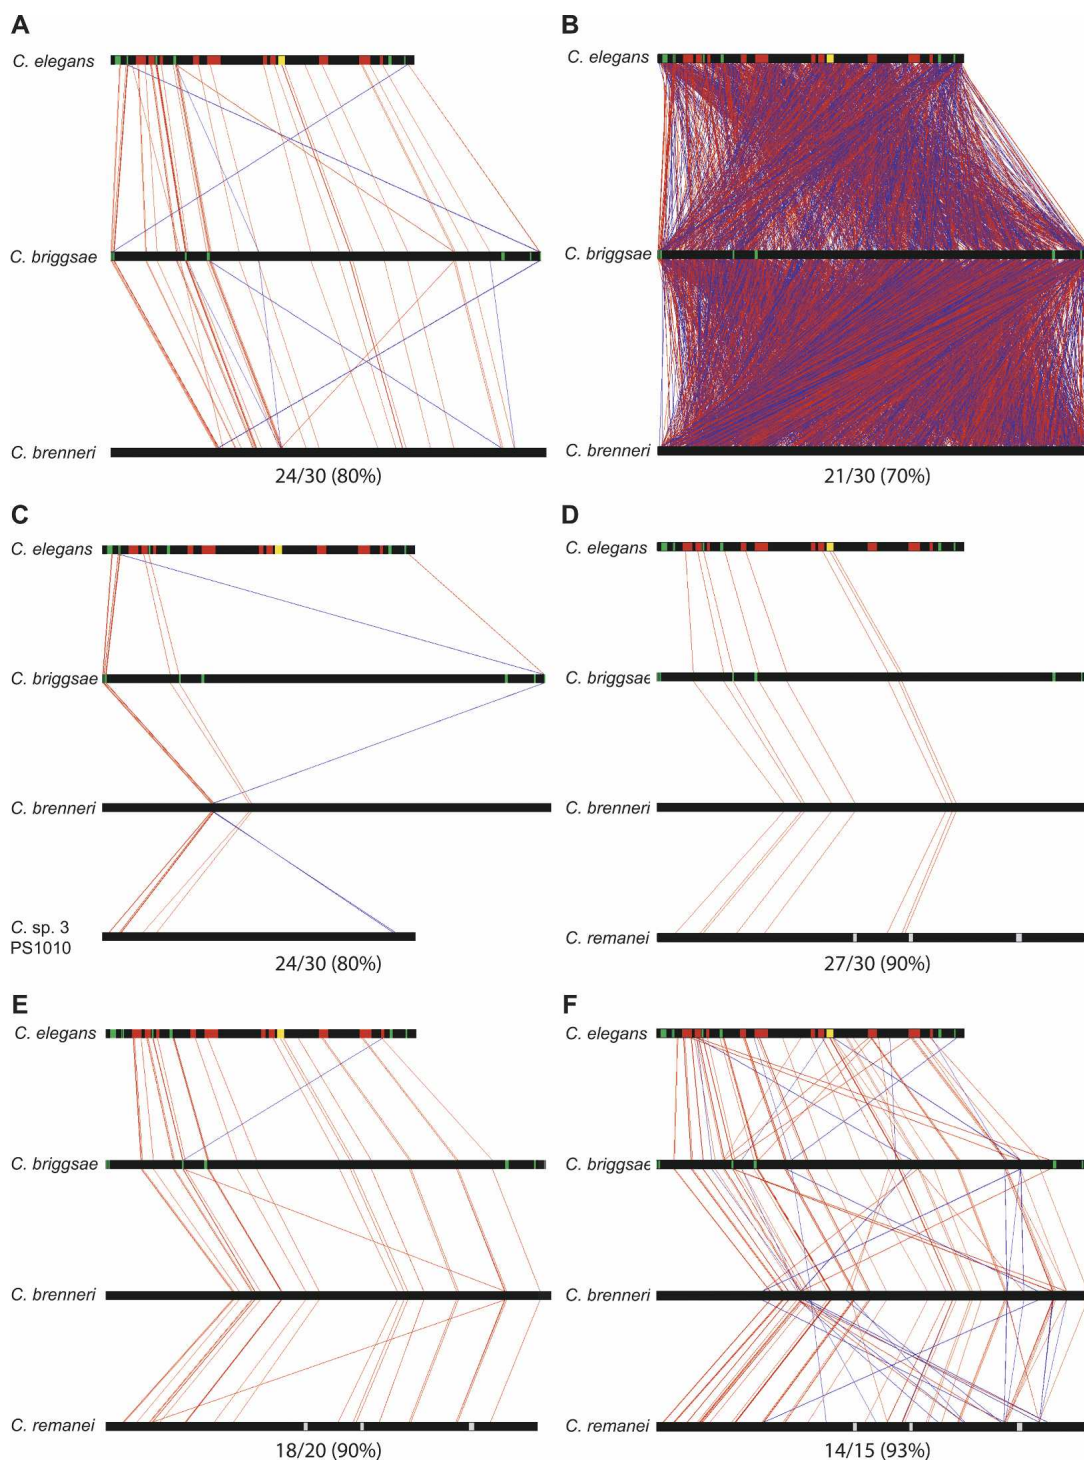 A
C. elegans
C. briggsae
C. brenneri
24/30 (80%)
B
C. elegans
C. briggsae
C. brenneri
21/30 (70%)
C
C. elegans
C. briggsae
C. brenneri
C. sp. 3
PS1010
24/30 (80%)
D
C. elegans
C. briggsae
C. brenneri
C. remanei
27/30 (90%)
E
C. elegans
C. briggsae
C. brenneri
C. remanei
18/20 (90%)
F
C. elegans
C. briggsae
C. brenneri
C. remanei
14/15 (93%)